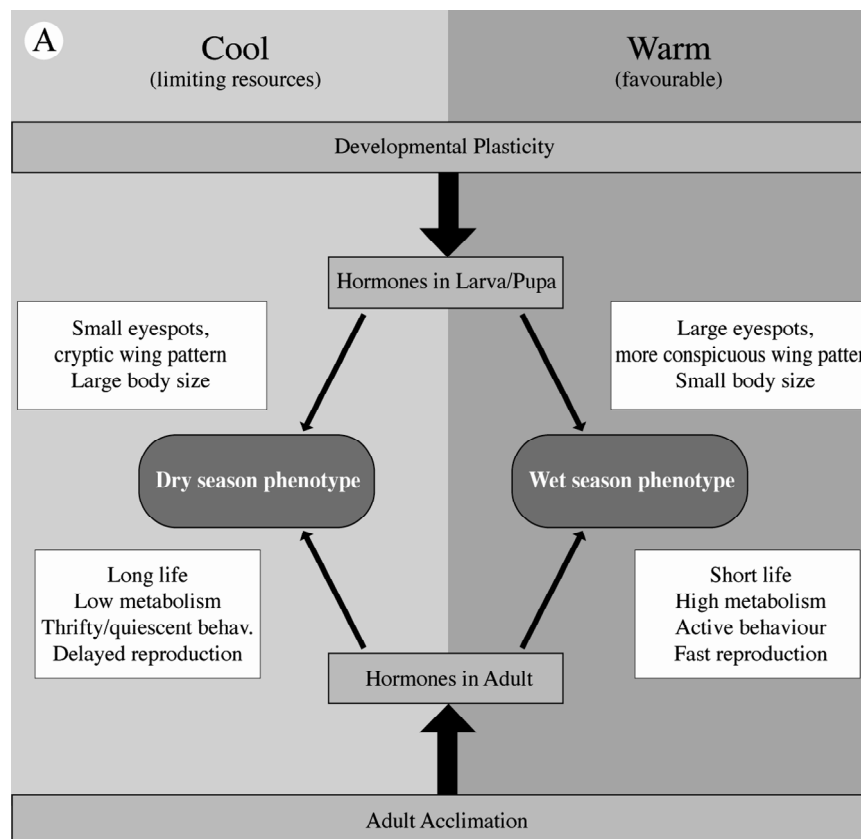 A
Cool
(limiting resources)
Warm
(favourable)
Developmental Plasticity
Hormones in Larva/Pupa
Small eyespots,
cryptic wing pattern
Large body size
Large eyespots,
more conspicuous wing patter
Small body size
Dry season phenotype
Wet season phenotype
Long life
Low metabolism
Thrifty/quiescent behav.
Delayed reproduction
Short life
High metabolism
Active behaviour
Fast reproduction
Hormones in Adult
Adult Acclimation